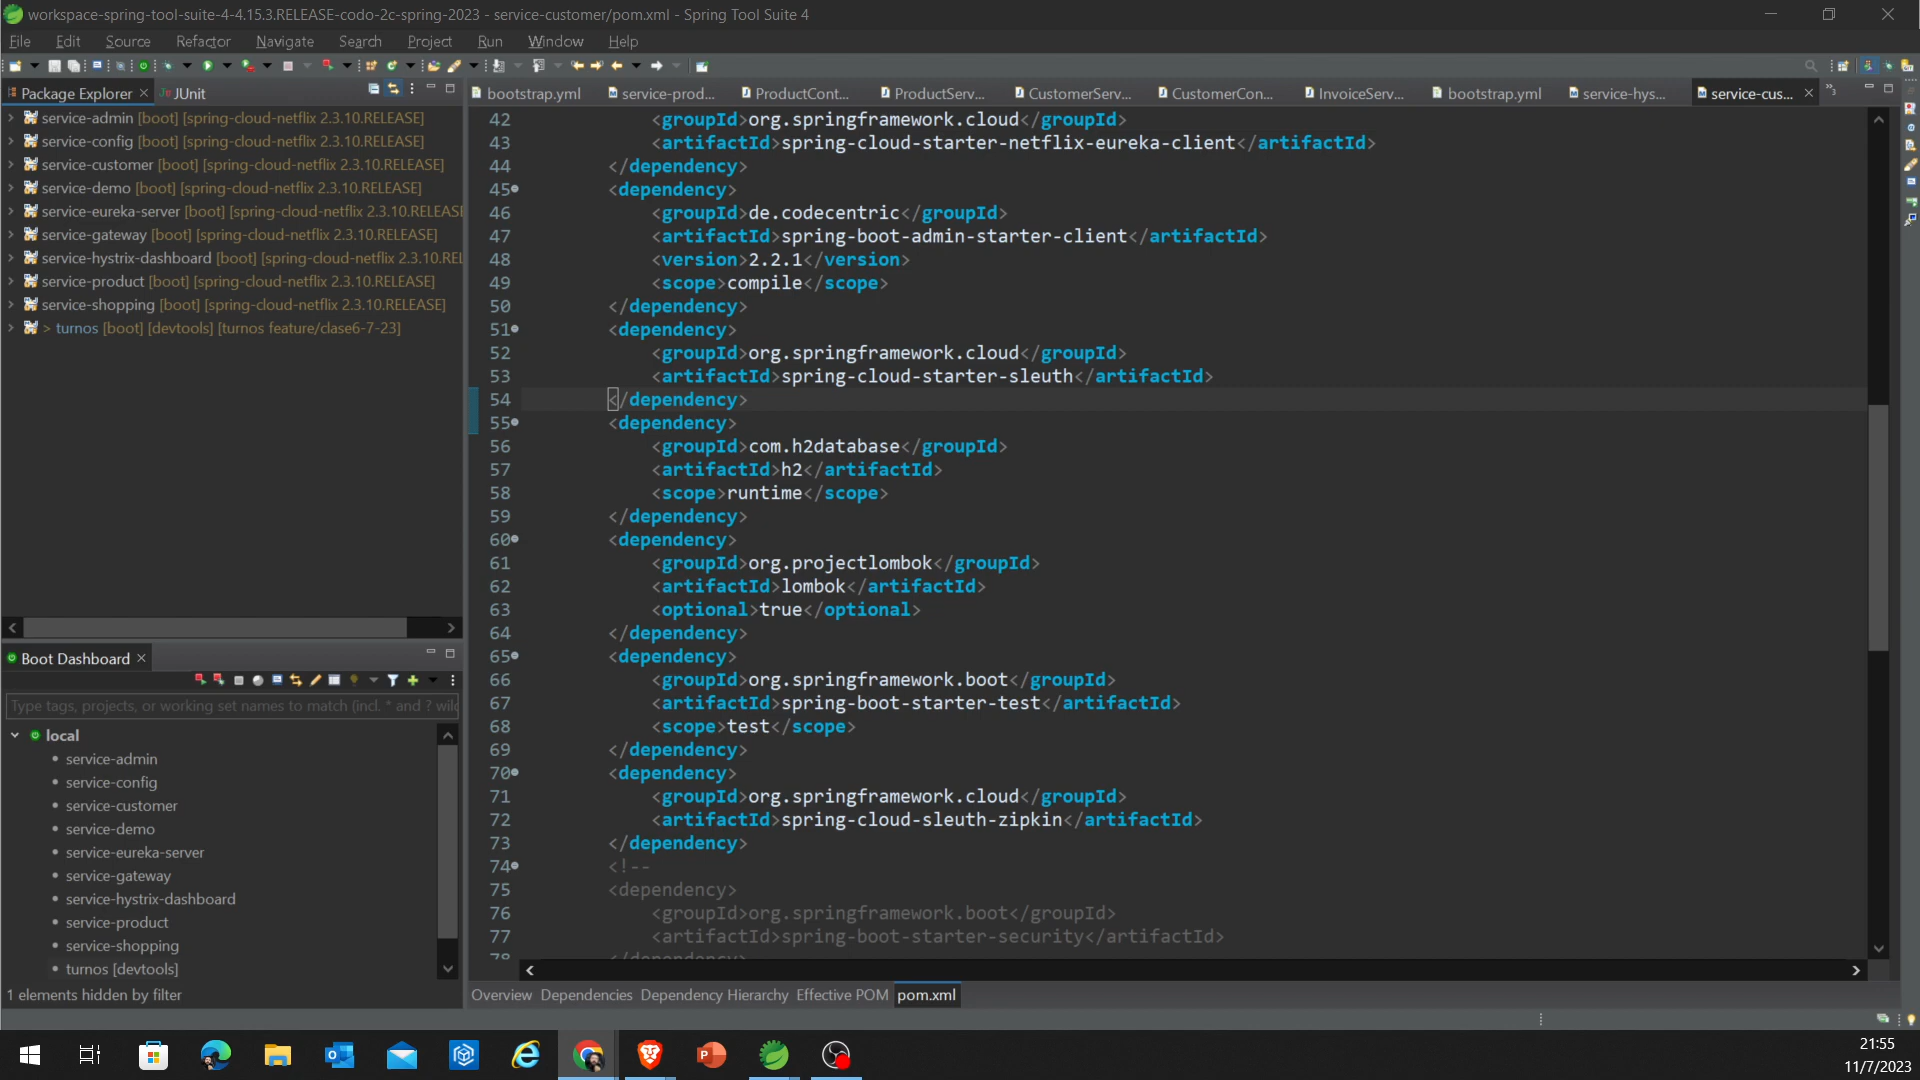 workspace-spring-tool-suite-4-4.15.3.RELEASE-codo-2c-spring-2023 - service-customer/pom.xml - Spring Tool Suite 4
File Edit Source Refactor Navigate Search Project Run Window Help
Package Explorer JUnit
service-admin [boot] [spring-cloud-netflix 2.3.10.RELEASE]
service-config [boot] [spring-cloud-netflix 2.3.10.RELEASE]
service-customer [boot] [spring-cloud-netflix 2.3.10.RELEASE]
service-demo [boot] [spring-cloud-netflix 2.3.10.RELEASE]
service-eureka-server [boot] [spring-cloud-netflix 2.3.10.RELEASE
service-gateway [boot] [spring-cloud-netflix 2.3.10.RELEASE]
service-hystrix-dashboard [boot] [spring-cloud-netflix 2.3.10.REL
service-product [boot] [spring-cloud-netflix 2.3.10.RELEASE]
service-shopping [boot] [spring-cloud-netflix 2.3.10.RELEASE]
> turnos [boot] [devtools] [turnos feature/clase6-7-23]
Boot Dashboard
Type tags, projects, or working set names to match (incl. * and ? wil
local
service-admin
service-config
service-customer
service-demo
service-eureka-server
service-gateway
service-hystrix-dashboard
service-product
service-shopping
turnos [devtools]
1 elements hidden by filter
bootstrap.yml service-prod... ProductCont... ProductServ... CustomerServ... CustomerCon... InvoiceServ... bootstrap.yml service-hys... service-cus...
42 <groupId>org.springframework.cloud</groupId>
43 <artifactId>spring-cloud-starter-netflix-eureka-client</artifactId>
44 </dependency>
45 <dependency>
46 <groupId>de.codecentric</groupId>
47 <artifactId>spring-boot-admin-starter-client</artifactId>
48 <version>2.2.1</version>
49 <scope>compile</scope>
50 </dependency>
51 <dependency>
52 <groupId>org.springframework.cloud</groupId>
53 <artifactId>spring-cloud-starter-sleuth</artifactId>
54 </dependency>
55 <dependency>
56 <groupId>com.h2database</groupId>
57 <artifactId>h2</artifactId>
58 <scope>runtime</scope>
59 </dependency>
60 <dependency>
61 <groupId>org.projectlombok</groupId>
62 <artifactId>lombok</artifactId>
63 <optional>true</optional>
64 </dependency>
65 <dependency>
66 <groupId>org.springframework.boot</groupId>
67 <artifactId>spring-boot-starter-test</artifactId>
68 <scope>test</scope>
69 </dependency>
70 <dependency>
71 <groupId>org.springframework.cloud</groupId>
72 <artifactId>spring-cloud-sleuth-zipkin</artifactId>
73 </dependency>
74 <!--
75 <dependency>
76 <groupId>org.springframework.boot</groupId>
77 <artifactId>spring-boot-starter-security</artifactId>
78 </dependency>
Overview Dependencies Dependency Hierarchy Effective POM pom.xml
21:55
11/7/2023